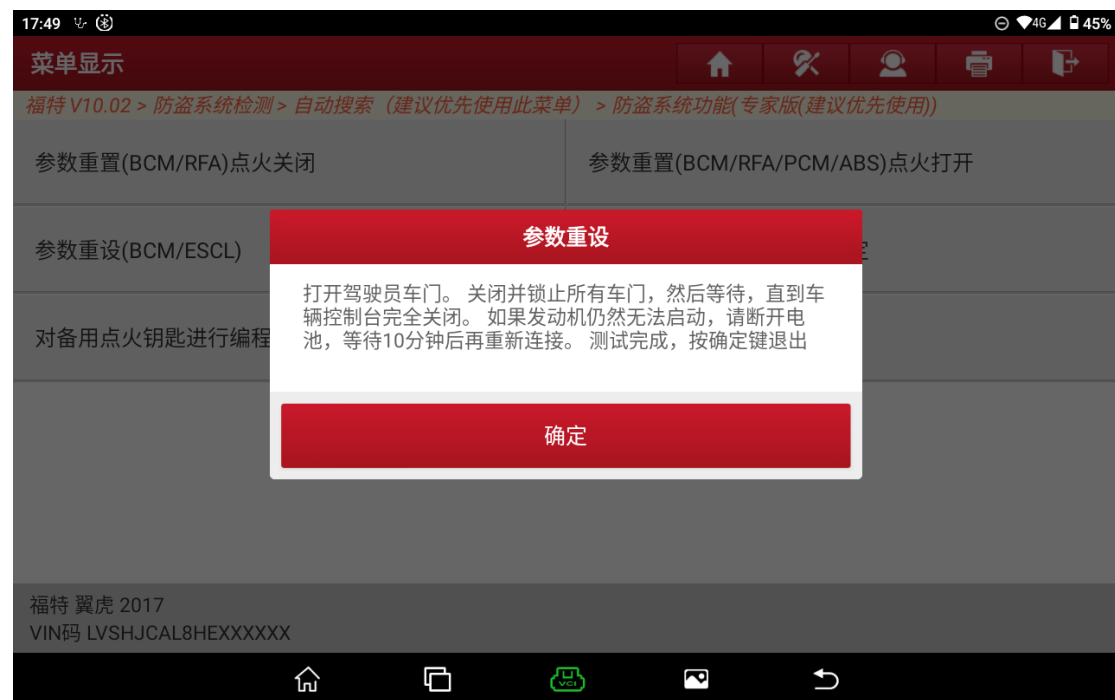 17:49
4G 45%
菜单显示
福特 V10.02 > 防盗系统检测 > 自动搜索（建议优先使用此菜单） > 防盗系统功能(专家版(建议优先使用))
参数重置(BCM/RFA)点火关闭
参数重置(BCM/RFA/PCM/ABS)点火打开
参数重设(BCM/ESCL)
对备用点火钥匙进行编程
参数重设
打开驾驶员车门。 关闭并锁止所有车门，然后等待，直到车
辆控制台完全关闭。 如果发动机仍然无法启动，请断开电
池，等待10分钟后再重新连接。 测试完成，按确定键退出
确定
福特 翼虎 2017
VIN码 LVSHJCAL8HEXXXXXX
VCI